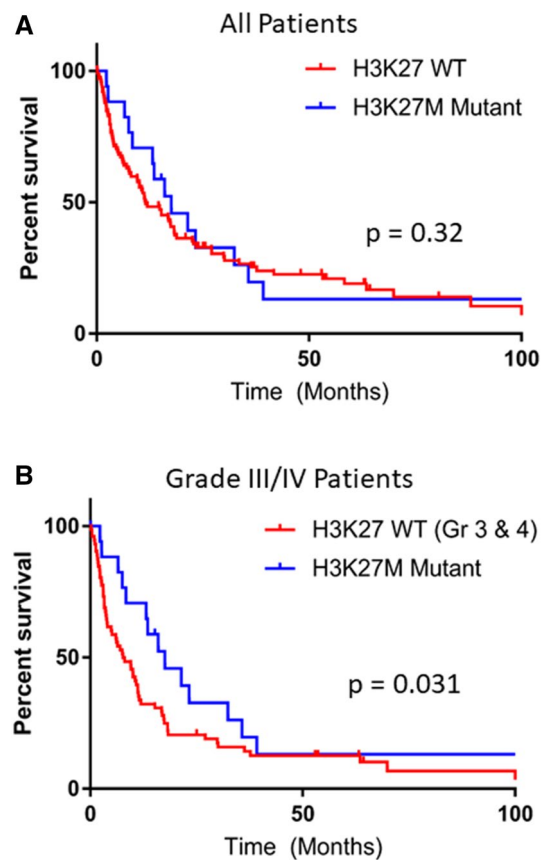 A
All Patients
H3K27 WT
H3K27M Mutant
Percent survival
100
50
0
p = 0.32
0 50 100
Time (Months)
B
Grade III/IV Patients
H3K27 WT (Gr 3 & 4)
H3K27M Mutant
Percent survival
100
50
0
p = 0.031
0 50 100
Time (Months)